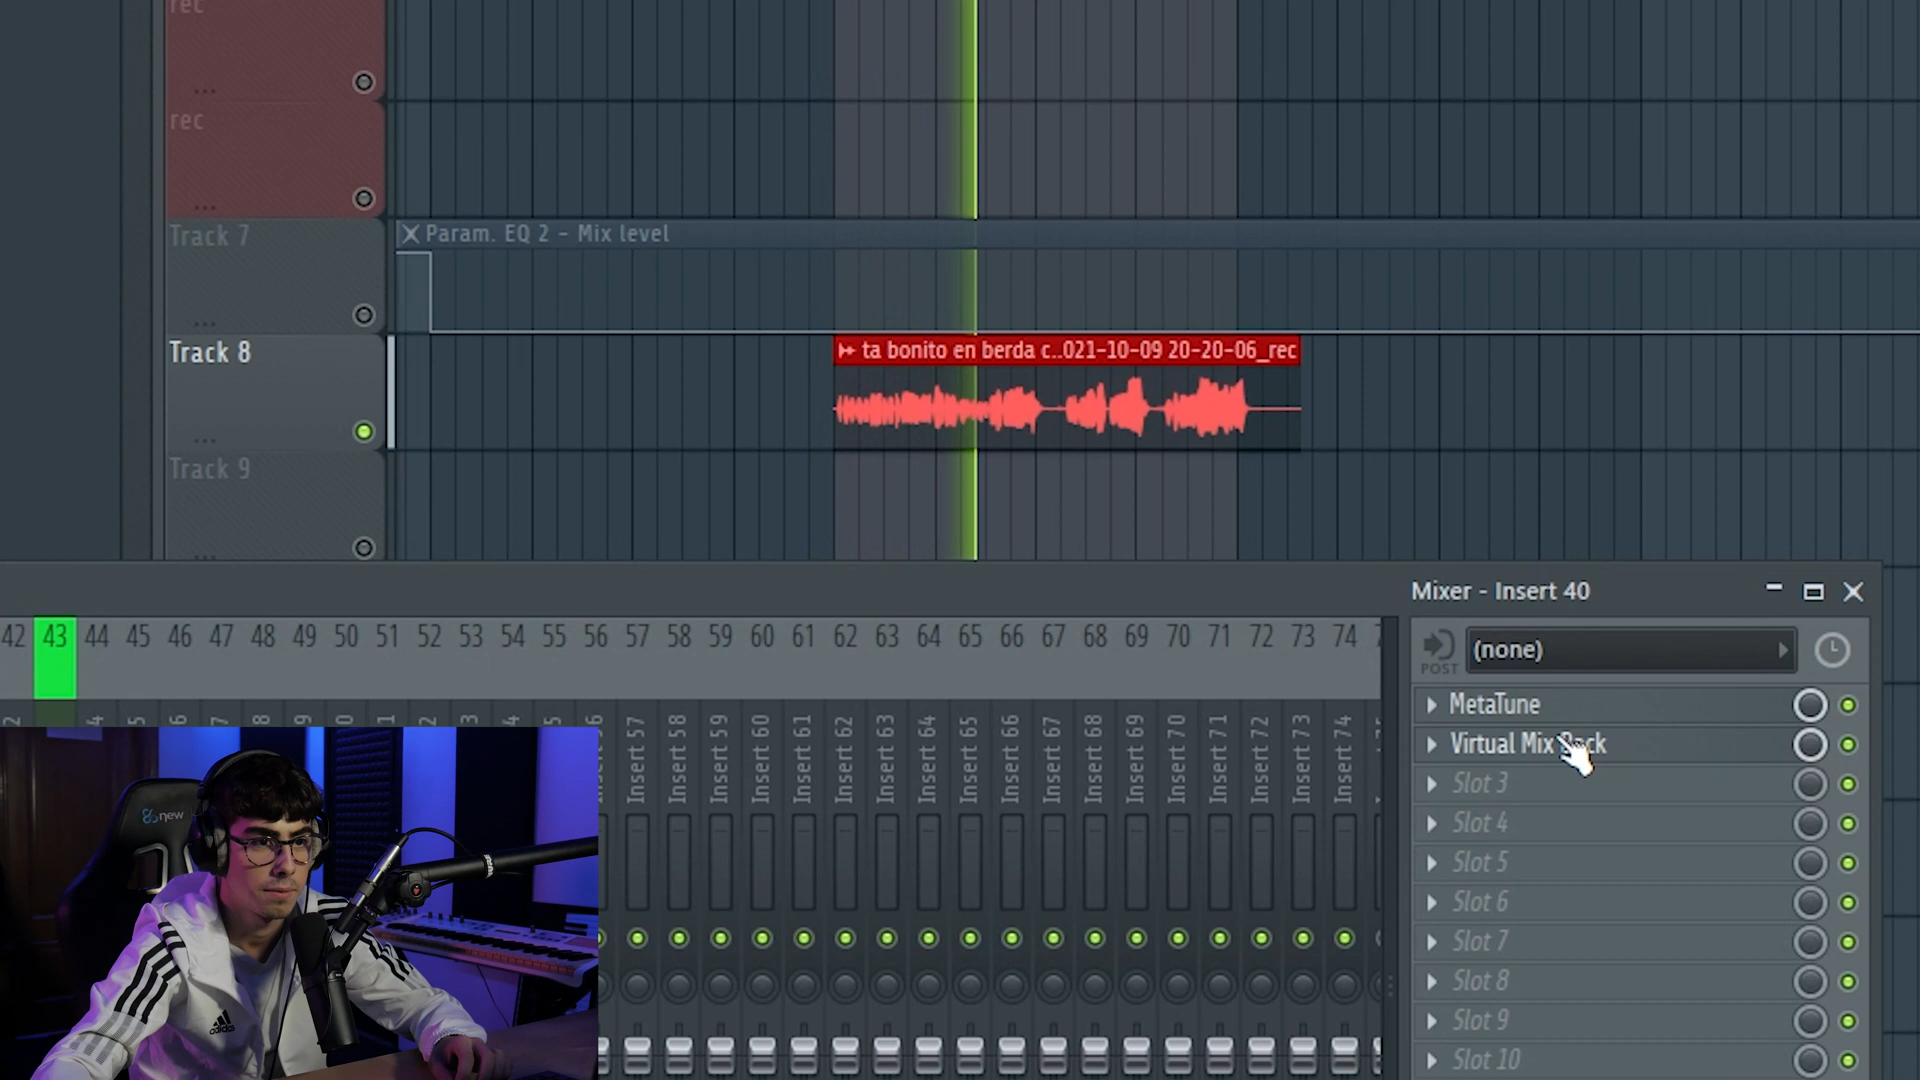 rec
...
rec
...
Track 7
...
Param. EQ 2 - Mix level
Track 8
...
ta bonito en berda c..021-10-09 20-20-06_rec
Track 9
...
Mixer - Insert 40
42 43 44 45 46 47 48 49 50 51 52 53 54 55 56 57 58 59 60 61 62 63 64 65 66 67 68 69 70 71 72 73 74
POST
(none)
MetaTune
Virtual Mix Rack
Slot 3
Slot 4
Slot 5
Slot 6
Slot 7
Slot 8
Slot 9
Slot 10
Insert 57
Insert 58
Insert 59
Insert 60
Insert 61
Insert 62
Insert 63
Insert 64
Insert 65
Insert 66
Insert 67
Insert 68
Insert 69
Insert 70
Insert 71
Insert 72
Insert 73
Insert 74
new
adidas